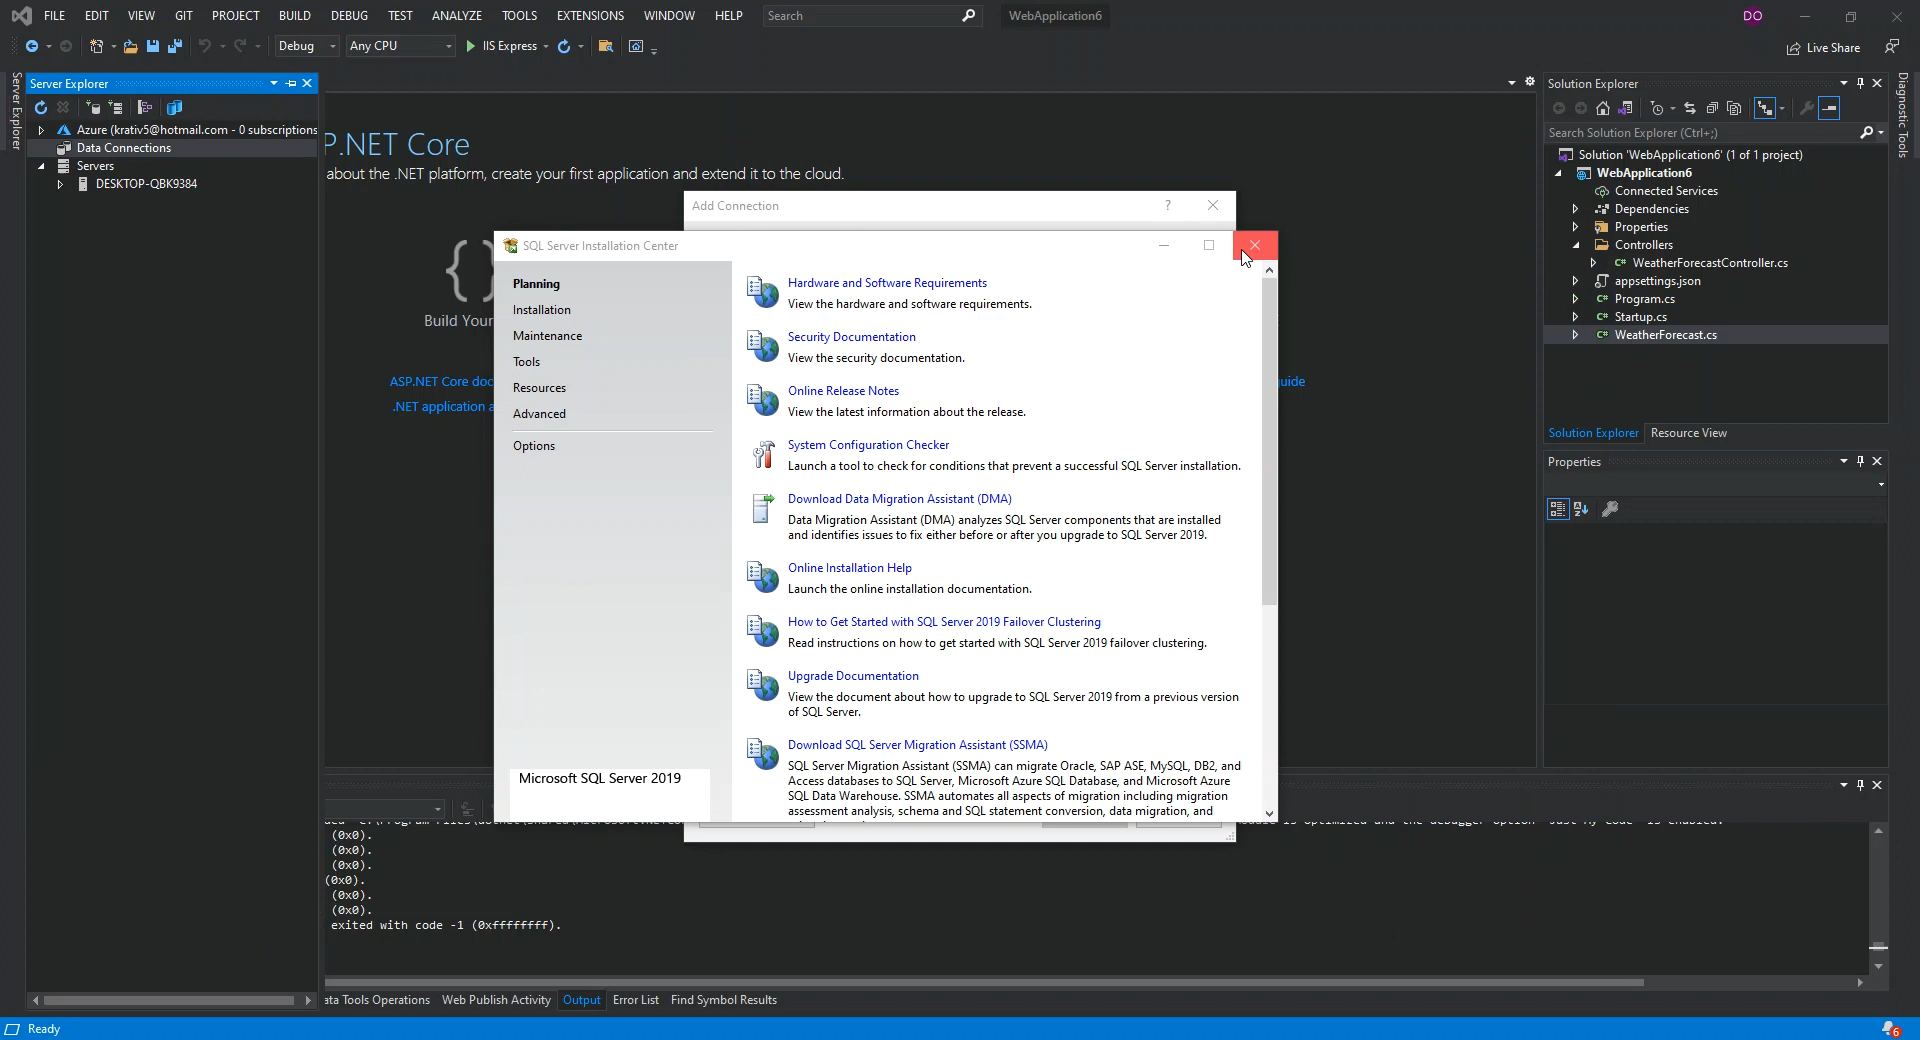 FILE EDIT VIEW GIT PROJECT BUILD DEBUG TEST ANALYZE TOOLS EXTENSIONS WINDOW HELP Search WebApplication6 DO
Debug Any CPU IIS Express Live Share
Server Explorer
Server Explorer
Azure (krativ5@hotmail.com - 0 subscriptions
Data Connections
Servers
DESKTOP-QBK9384
P.NET Core
about the .NET platform, create your first application and extend it to the cloud.
Build Your
ASP.NET Core doc
.NET application a
uide
Add Connection
SQL Server Installation Center
Planning
Installation
Maintenance
Tools
Resources
Advanced
Options
Microsoft SQL Server 2019
Hardware and Software Requirements
View the hardware and software requirements.
Security Documentation
View the security documentation.
Online Release Notes
View the latest information about the release.
System Configuration Checker
Launch a tool to check for conditions that prevent a successful SQL Server installation.
Download Data Migration Assistant (DMA)
Data Migration Assistant (DMA) analyzes SQL Server components that are installed
and identifies issues to fix either before or after you upgrade to SQL Server 2019.
Online Installation Help
Launch the online installation documentation.
How to Get Started with SQL Server 2019 Failover Clustering
Read instructions on how to get started with SQL Server 2019 failover clustering.
Upgrade Documentation
View the document about how to upgrade to SQL Server 2019 from a previous version
of SQL Server.
Download SQL Server Migration Assistant (SSMA)
SQL Server Migration Assistant (SSMA) can migrate Oracle, SAP ASE, MySQL, DB2, and
Access databases to SQL Server, Microsoft Azure SQL Database, and Microsoft Azure
SQL Data Warehouse. SSMA automates all aspects of migration including migration
assessment analysis, schema and SQL statement conversion, data migration, and
Solution Explorer
Search Solution Explorer (Ctrl+;)
Solution 'WebApplication6' (1 of 1 project)
WebApplication6
Connected Services
Dependencies
Properties
Controllers
C# WeatherForecastController.cs
appsettings.json
C# Program.cs
C# Startup.cs
C# WeatherForecast.cs
Solution Explorer Resource View
Properties
Diagnostic Tools
is optimized and the debugger option 'Just My Code' is enabled.
(0x0).
(0x0).
(0x0).
(0x0).
(0x0).
(0x0).
exited with code -1 (0xffffffff).
ata Tools Operations Web Publish Activity Output Error List Find Symbol Results
Ready
6